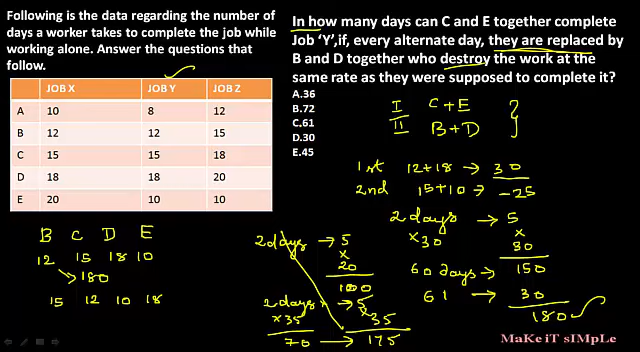 Following is the data regarding the number of
days a worker takes to complete the job while
working alone. Answer the questions that
follow.
JOB X JOB Y JOB Z
A 10 8 12
B 12 12 15
C 15 15 18
D 18 18 20
E 20 10 10
B C D E
12 15 18 10
180
15 12 10 18
In how many days can C and E together complete
Job ‘Y’,if, every alternate day, they are replaced by
B and D together who destroy the work at the
same rate as they were supposed to complete it?
A.36
B.72
C.61
D.30
E.45
I C+E
II B+D
1st 12+18 → 30
2nd 15+10 → -25
2 days → 5
×30 × 30
60 days → 150
61 → 30
180
2 days → 5
×
20
100
2 days → 5
×35 ×35
70 → 175
MaKe iT sIMpLe